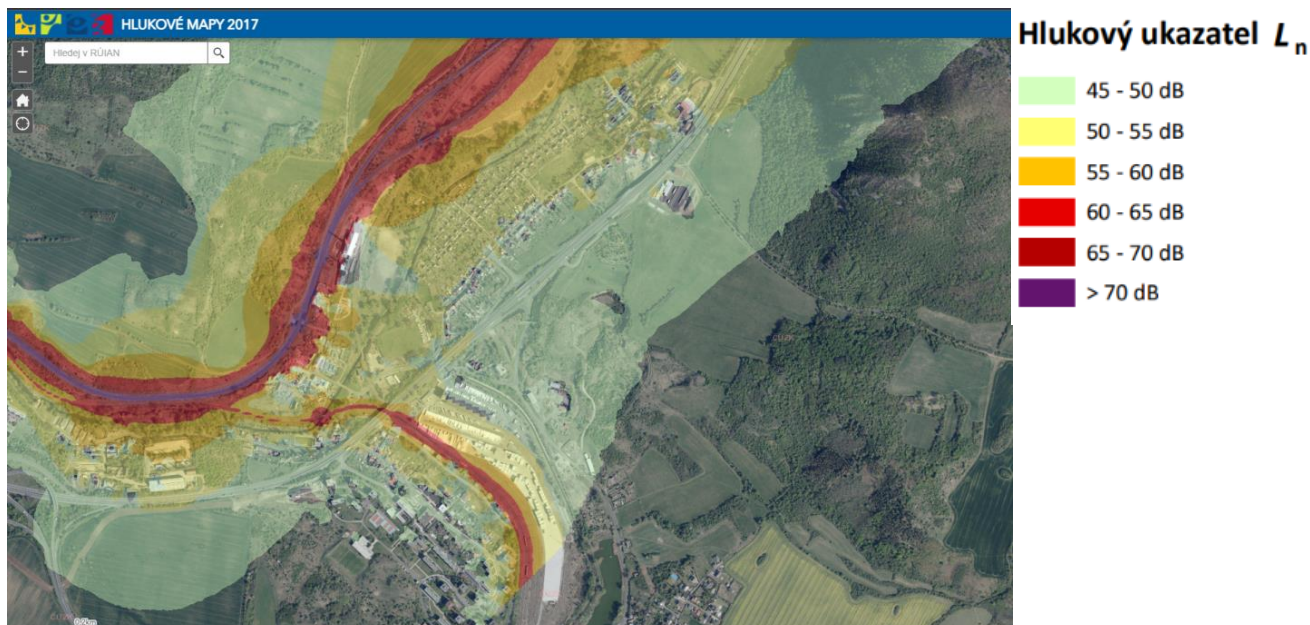 HLUKOVÉ MAPY 2017
+
Hledej v RÚIAN
−
Hlukový ukazatel Lₙ
45 - 50 dB
50 - 55 dB
55 - 60 dB
60 - 65 dB
65 - 70 dB
> 70 dB